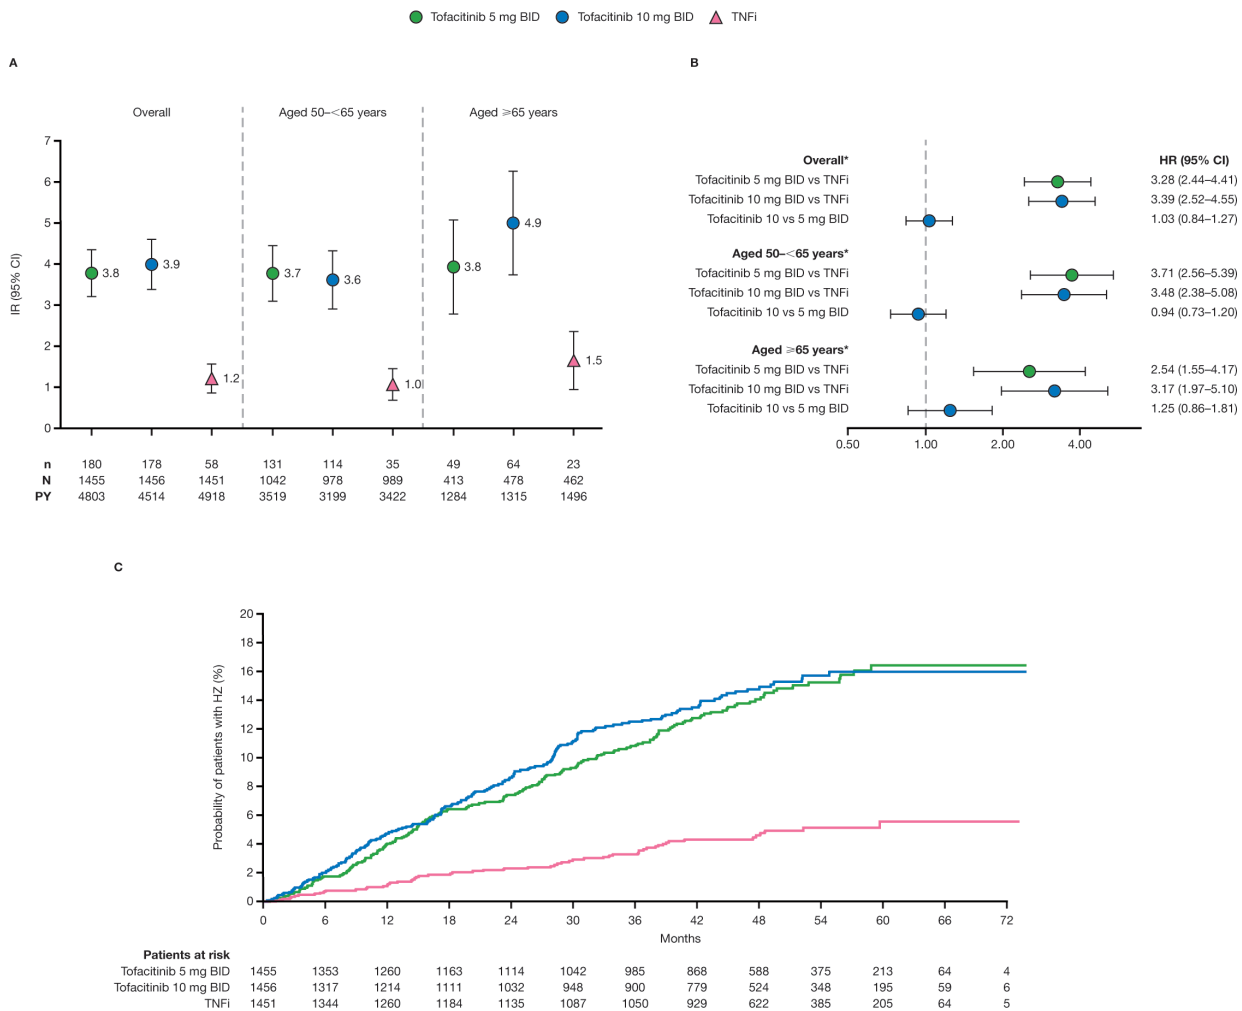 Tofacitinib 5 mg BID Tofacitinib 10 mg BID TNFi
A
Overall Aged 50–<65 years Aged ⩾65 years
IR (95% CI)
7
6
5
4
3
2
1
0
3.8 3.9 1.2 3.7 3.6 1.0 3.8 4.9 1.5
n 180 178 58 131 114 35 49 64 23
N 1455 1456 1451 1042 978 989 413 478 462
PY 4803 4514 4918 3519 3199 3422 1284 1315 1496
B
Overall* HR (95% CI)
Tofacitinib 5 mg BID vs TNFi 3.28 (2.44–4.41)
Tofacitinib 10 mg BID vs TNFi 3.39 (2.52–4.55)
Tofacitinib 10 vs 5 mg BID 1.03 (0.84–1.27)
Aged 50–<65 years*
Tofacitinib 5 mg BID vs TNFi 3.71 (2.56–5.39)
Tofacitinib 10 mg BID vs TNFi 3.48 (2.38–5.08)
Tofacitinib 10 vs 5 mg BID 0.94 (0.73–1.20)
Aged ⩾65 years*
Tofacitinib 5 mg BID vs TNFi 2.54 (1.55–4.17)
Tofacitinib 10 mg BID vs TNFi 3.17 (1.97–5.10)
Tofacitinib 10 vs 5 mg BID 1.25 (0.86–1.81)
0.50 1.00 2.00 4.00
C
Probability of patients with HZ (%)
20
18
16
14
12
10
8
6
4
2
0
0 6 12 18 24 30 36 42 48 54 60 66 72
Months
Patients at risk
Tofacitinib 5 mg BID 1455 1353 1260 1163 1114 1042 985 868 588 375 213 64 4
Tofacitinib 10 mg BID 1456 1317 1214 1111 1032 948 900 779 524 348 195 59 6
TNFi 1451 1344 1260 1184 1135 1087 1050 929 622 385 205 64 5